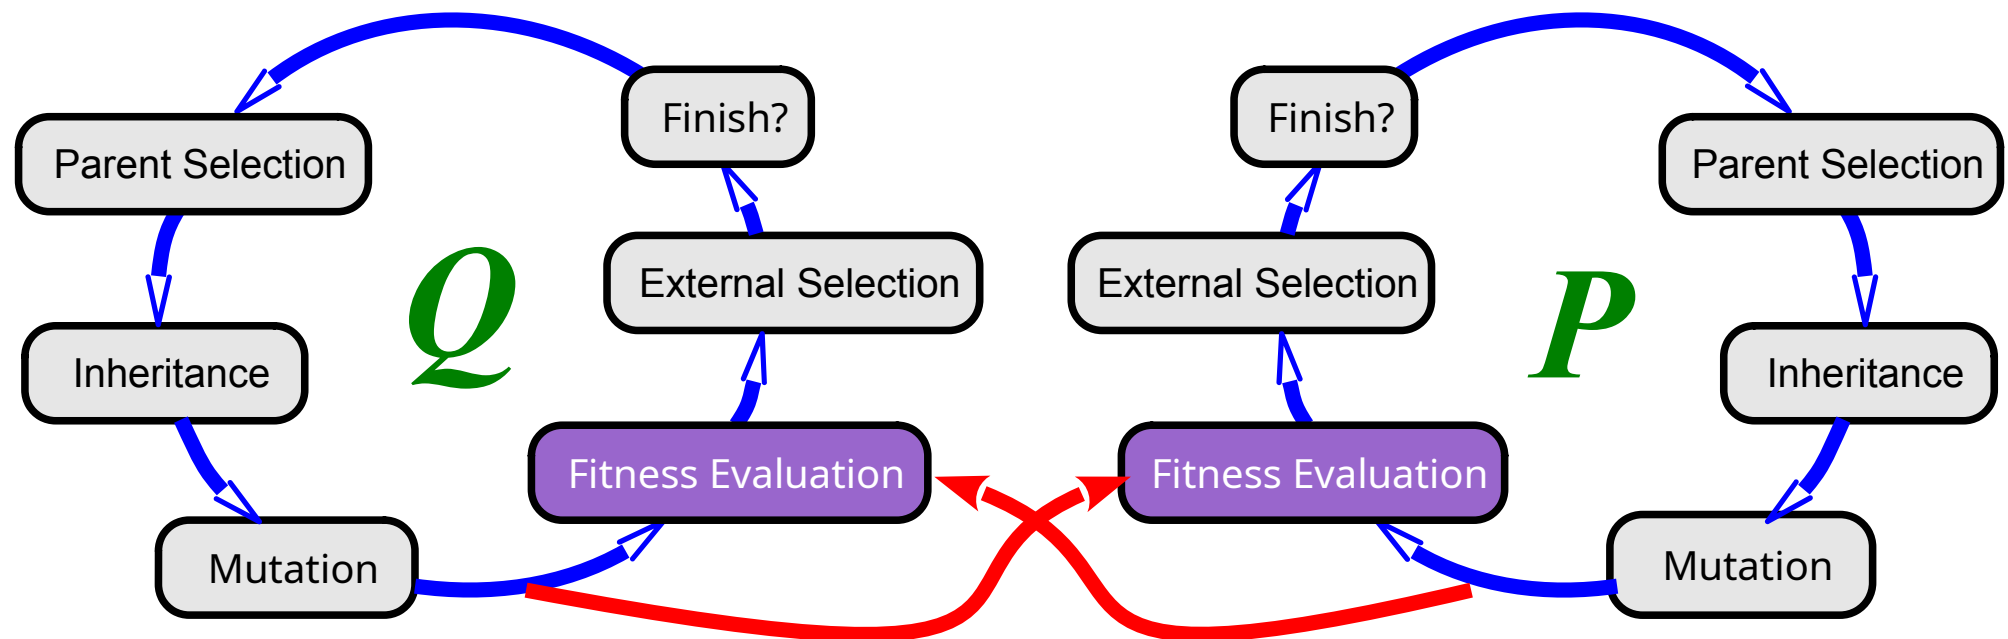 Finish?
Finish?
Parent Selection
Parent Selection
External Selection
External Selection
Q
P
Inheritance
Inheritance
Fitness Evaluation
Fitness Evaluation
Mutation
Mutation